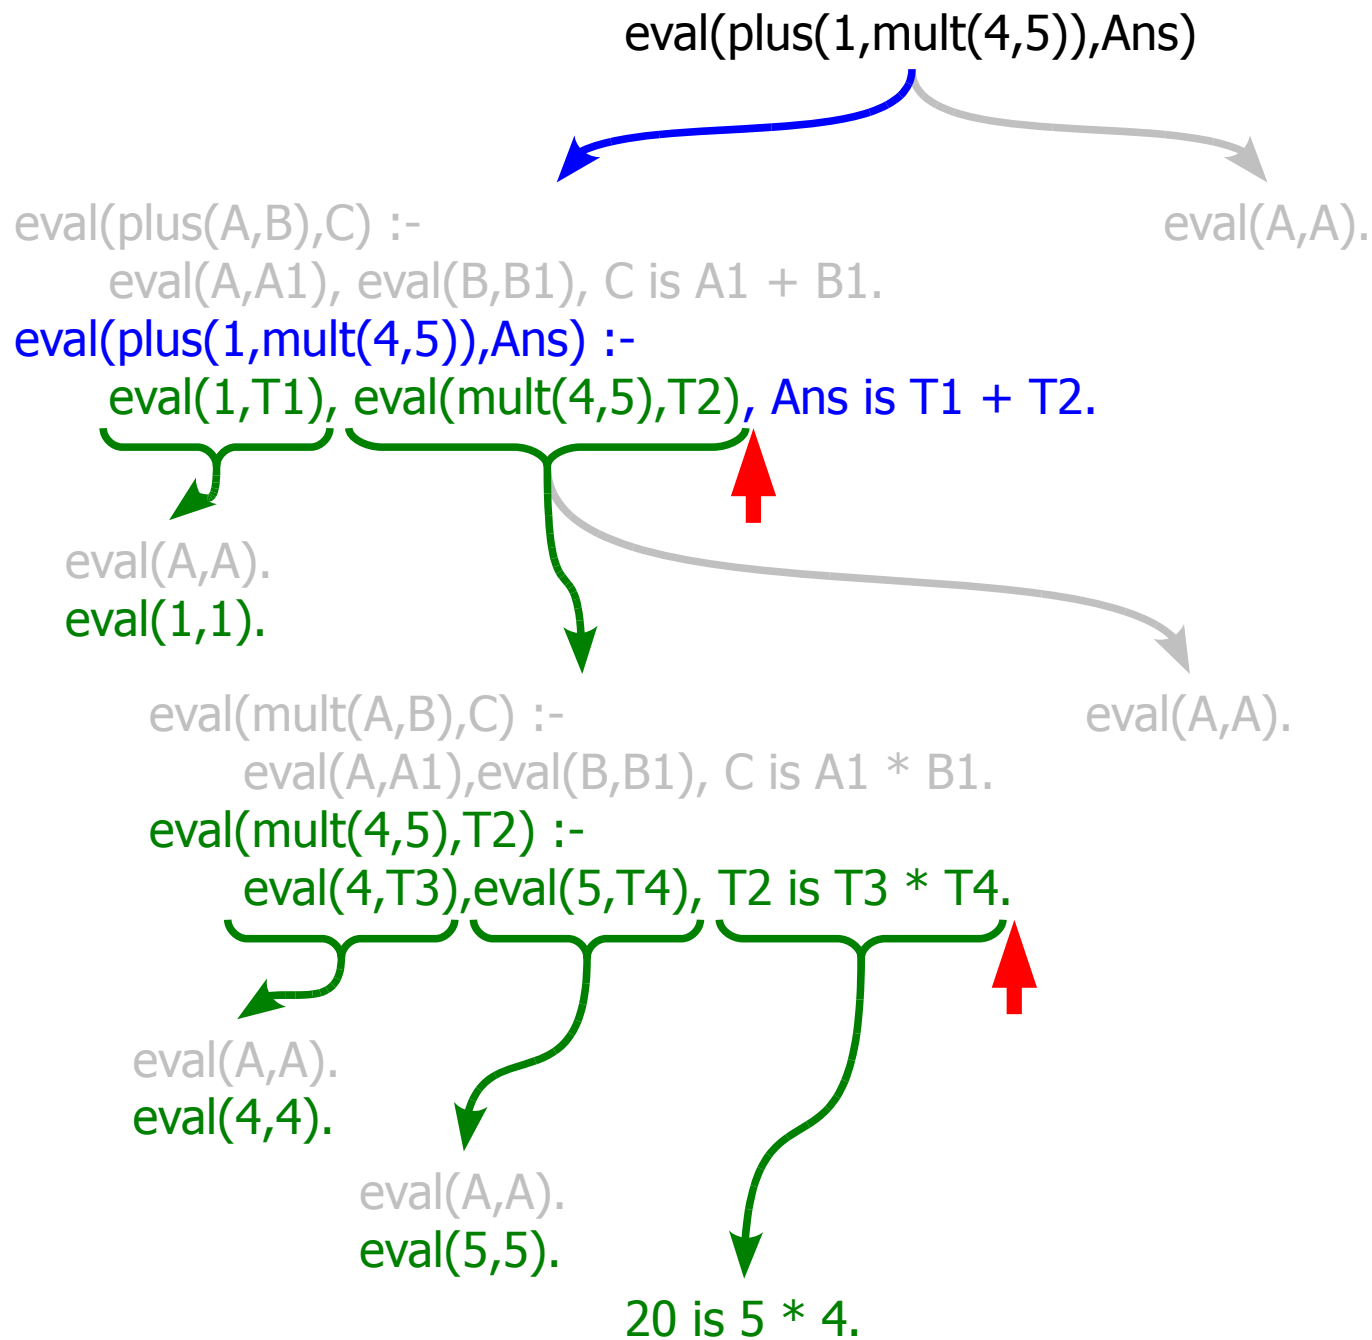 eval(plus(1,mult(4,5)),Ans)
eval(plus(A,B),C) :-
eval(A,A).
eval(A,A1), eval(B,B1), C is A1 + B1.
eval(plus(1,mult(4,5)),Ans) :-
eval(1,T1), eval(mult(4,5),T2), Ans is T1 + T2.
eval(A,A).
eval(1,1).
eval(mult(A,B),C) :-
eval(A,A).
eval(A,A1),eval(B,B1), C is A1 * B1.
eval(mult(4,5),T2) :-
eval(4,T3),eval(5,T4), T2 is T3 * T4.
eval(A,A).
eval(4,4).
eval(A,A).
eval(5,5).
20 is 5 * 4.